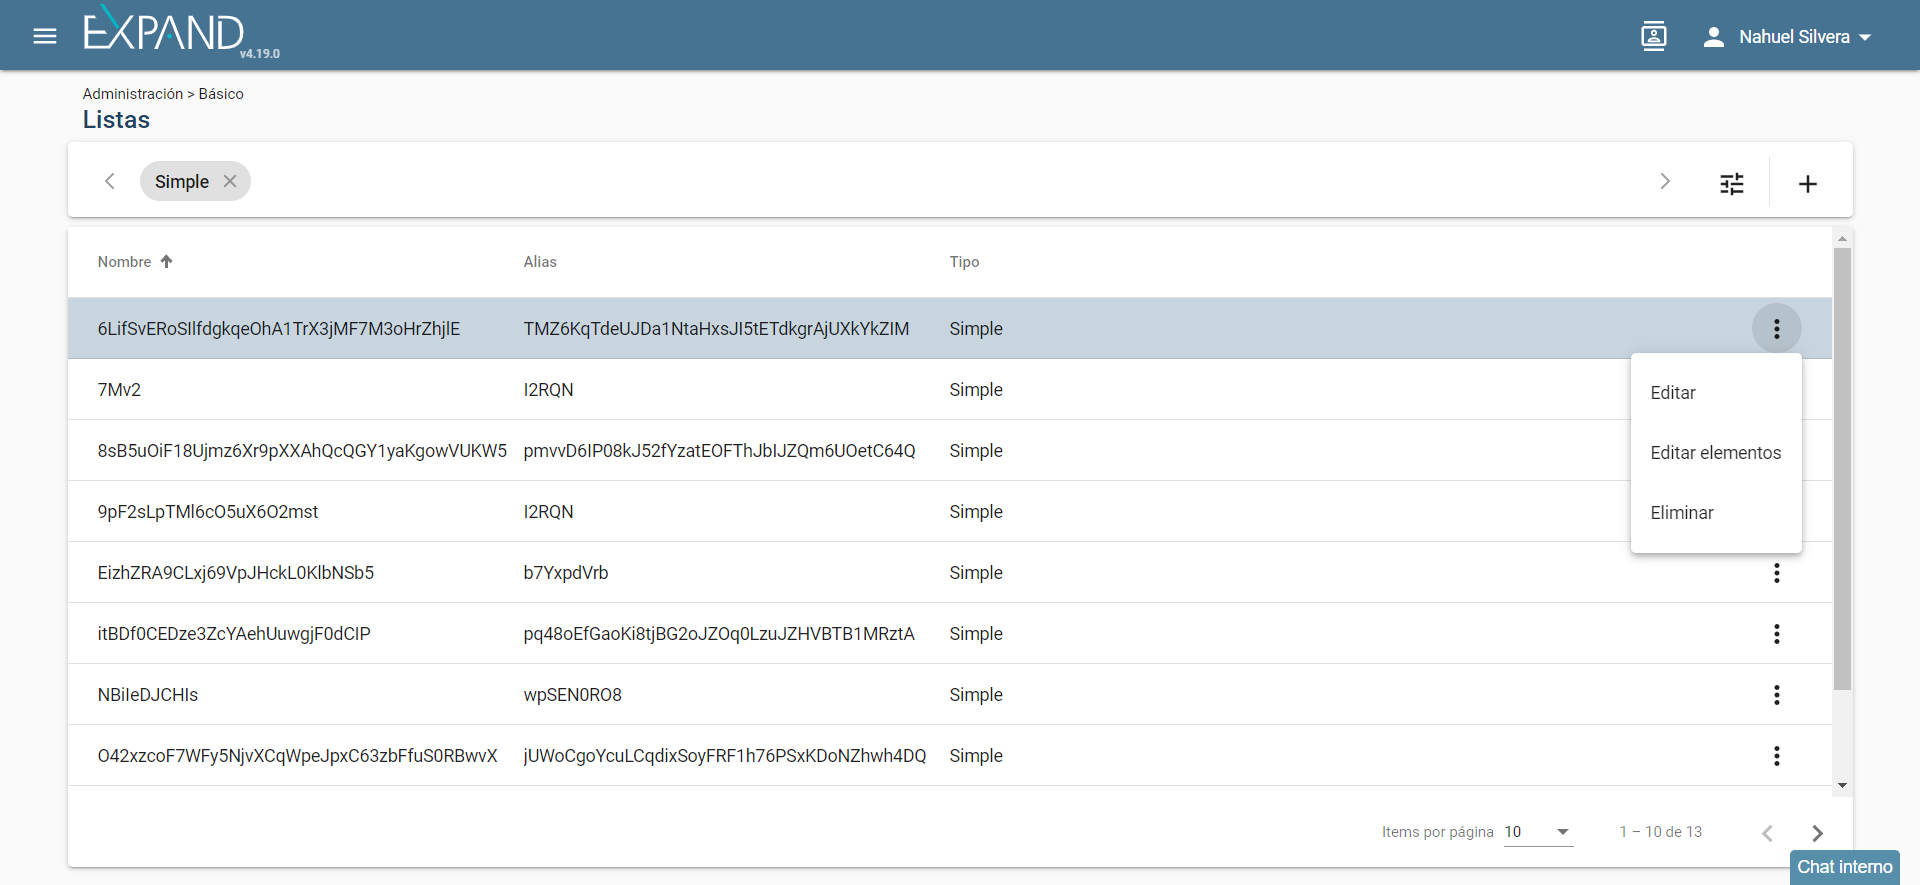 EXPAND
v4.19.0
Nahuel Silvera
Administración > Básico
Listas
Simple
Nombre Alias Tipo
6LifSvERoSIlfdgkqeOhA1TrX3jMF7M3oHrZhjlE TMZ6KqTdeUJDa1NtaHxsJI5tETdkgrAjUXkYkZIM Simple
7Mv2 I2RQN Simple
8sB5uOiF18Ujmz6Xr9pXXAhQcQGY1yaKgowVUKW5 pmvvD6IP08kJ52fYzatEOFThJbIJZQm6UOetC64Q Simple
9pF2sLpTMl6cO5uX6O2mst I2RQN Simple
EizhZRA9CLxj69VpJHckL0KlbNSb5 b7YxpdVrb Simple
itBDf0CEDze3ZcYAehUuwgjF0dCIP pq48oEfGaoKi8tjBG2oJZOq0LzuJZHVBTB1MRztA Simple
NBiIeDJCHIs wpSEN0RO8 Simple
O42xzcoF7WFy5NjvXCqWpeJpxC63zbFfuS0RBwvX jUWoCgoYcuLCqdixSoyFRF1h76PSxKDoNZhwh4DQ Simple
Editar
Editar elementos
Eliminar
Items por página 10 1 – 10 de 13
Chat interno